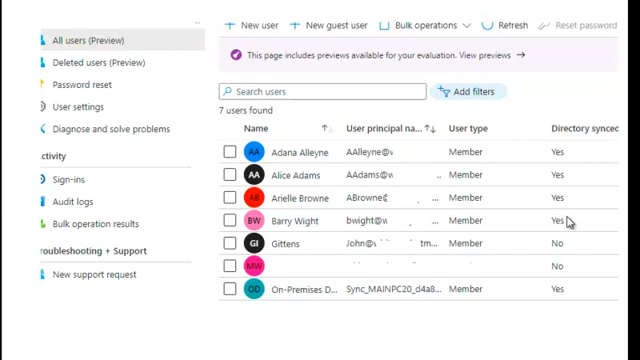 New user
New guest user
Bulk operations
Refresh
Reset password
All users (Preview)
Deleted users (Preview)
Password reset
User settings
Diagnose and solve problems
ctivity
Sign-ins
Audit logs
Bulk operation results
roubleshooting + Support
New support request
This page includes previews available for your evaluation. View previews →
Search users
Add filters
7 users found
Name User principal na... User type Directory synced
AA Adana Alleyne AAlleyne@v Member Yes
AA Alice Adams AAdams@v .. Member Yes
AB Arielle Browne ABrowne@ .. Member Yes
BW Barry Wight bwight@v .. Member Yes
GI Gittens John@ tm... Member No
MW No
OD On-Premises D... Sync_MAINPC20_d4a8... Member Yes